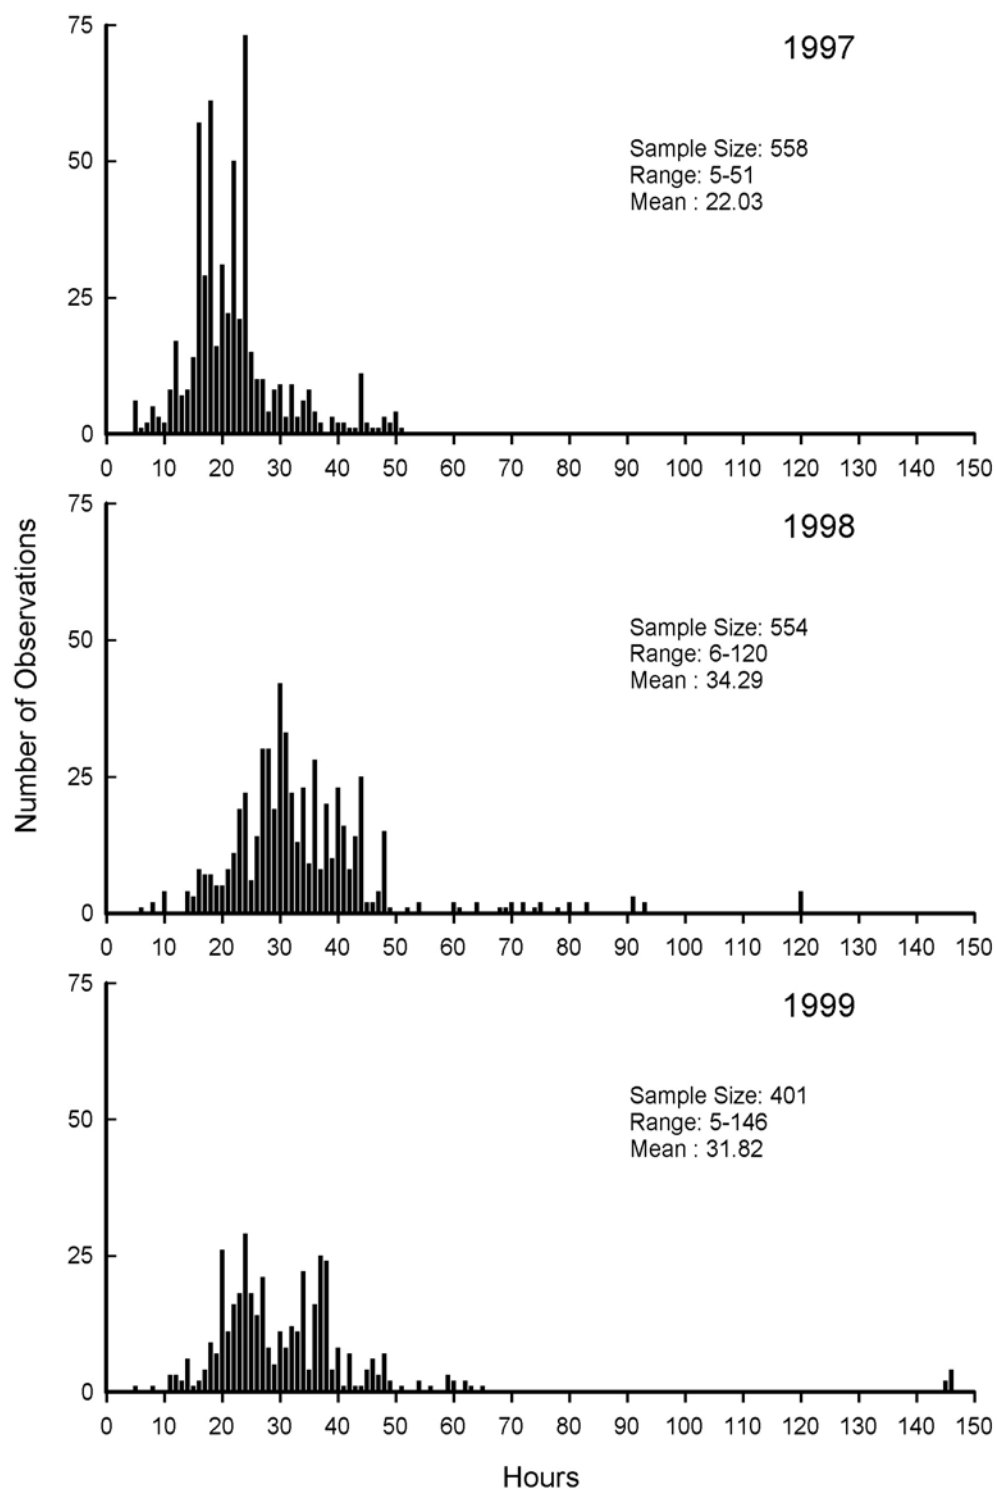 75
1997
Sample Size: 558
Range: 5-51
Mean : 22.03
50
25
0
0 10 20 30 40 50 60 70 80 90 100 110 120 130 140 150
Number of Observations
75
1998
Sample Size: 554
Range: 6-120
Mean : 34.29
50
25
0
0 10 20 30 40 50 60 70 80 90 100 110 120 130 140 150
75
1999
Sample Size: 401
Range: 5-146
Mean : 31.82
50
25
0
0 10 20 30 40 50 60 70 80 90 100 110 120 130 140 150
Hours